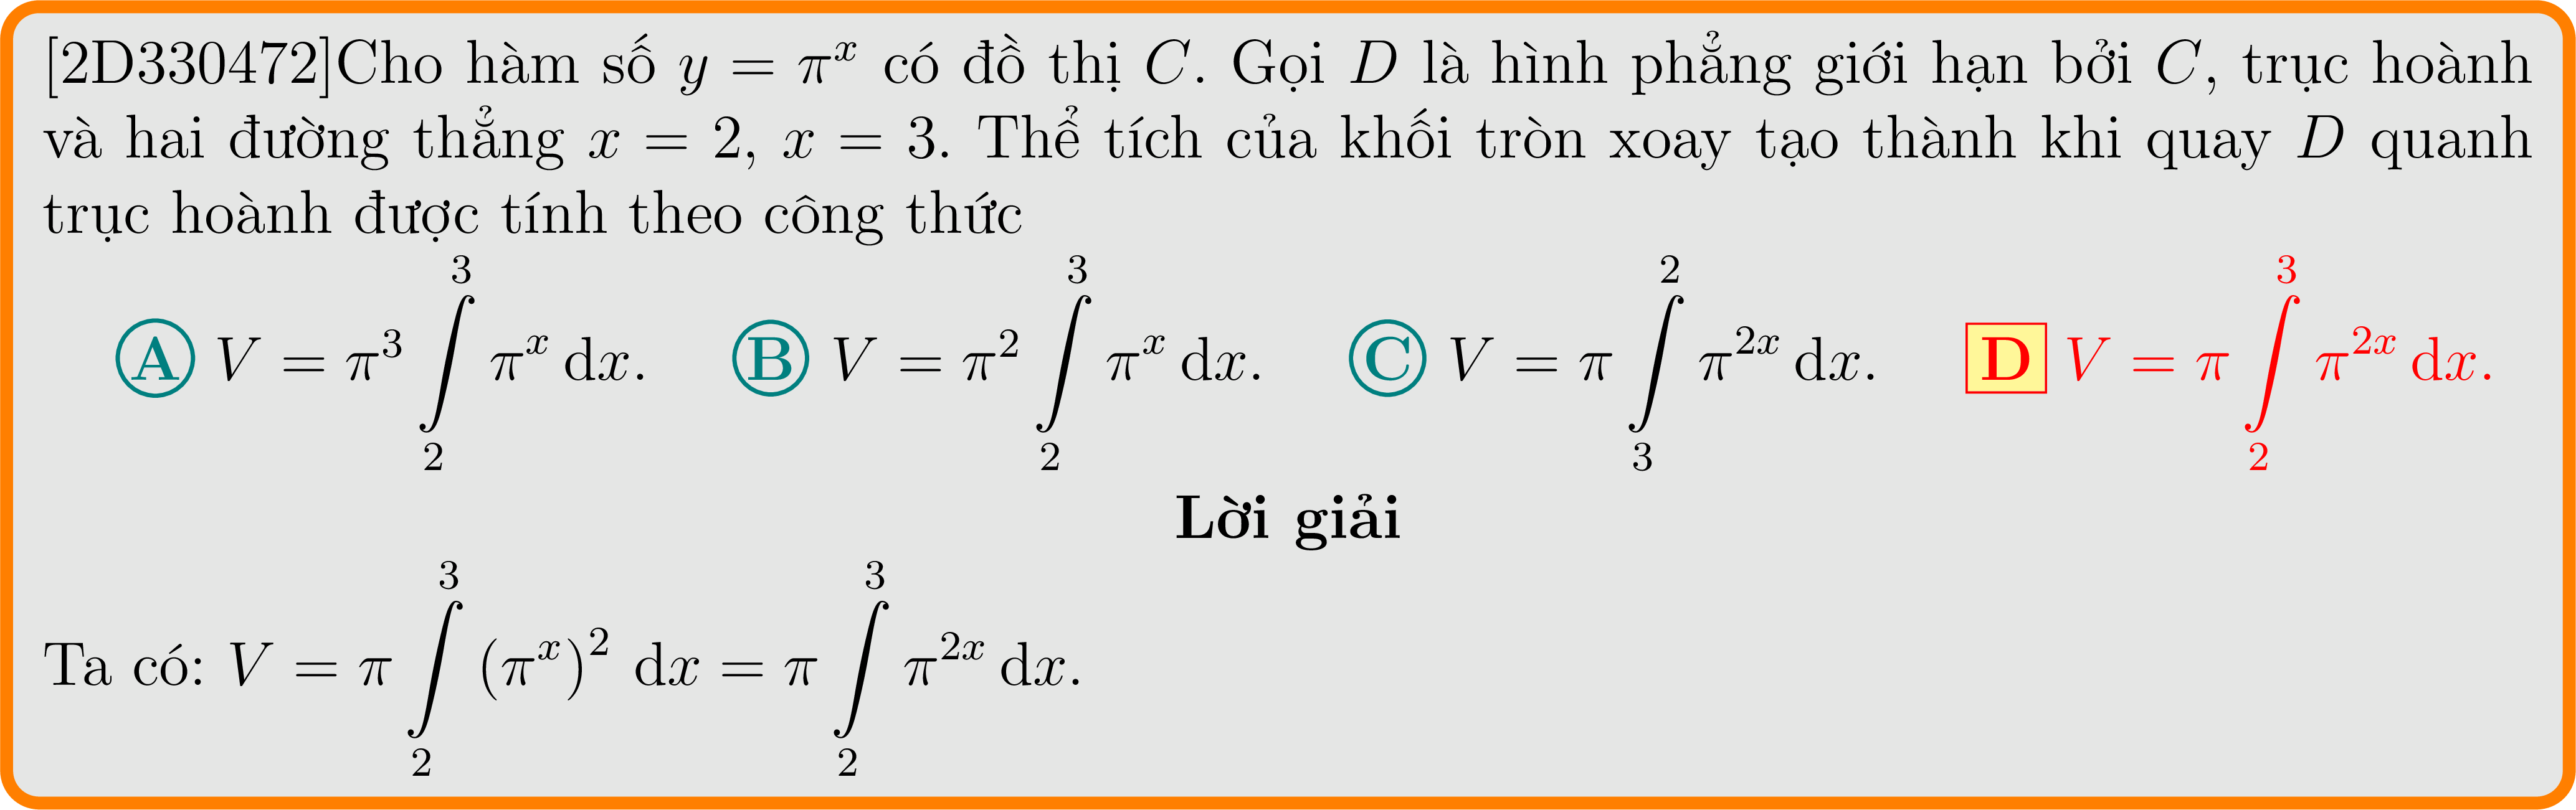 [2D330472]Cho hàm số $y = \pi^x$ có đồ thị $C$. Gọi $D$ là hình phẳng giới hạn bởi $C$, trục hoành
và hai đường thẳng $x = 2$, $x = 3$. Thể tích của khối tròn xoay tạo thành khi quay $D$ quanh
trục hoành được tính theo công thức
A $V = \pi^3 \int\limits_2^3 \pi^x \, \mathrm{d}x.$ B $V = \pi^2 \int\limits_2^3 \pi^x \, \mathrm{d}x.$ C $V = \pi \int\limits_3^2 \pi^{2x} \, \mathrm{d}x.$ D $V = \pi \int\limits_2^3 \pi^{2x} \, \mathrm{d}x.$
Lời giải
Ta có: $V = \pi \int\limits_2^3 (\pi^x)^2 \, \mathrm{d}x = \pi \int\limits_2^3 \pi^{2x} \, \mathrm{d}x.$